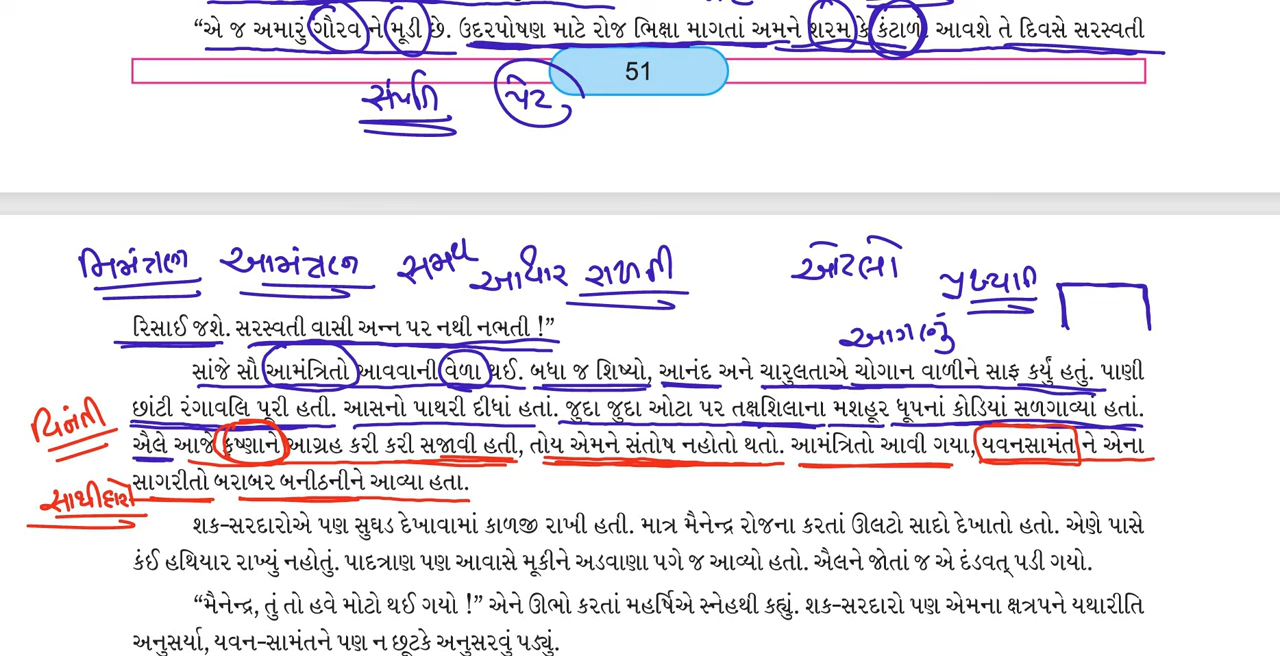 “એ જ અમારું ગૌરવ ને મૂડી છે. ઉદરપોષણ માટે રોજ ભિક્ષા માગતાં અમને શરમ કે કંટાળો આવશે તે દિવસે સરસ્વતી
51
સંપત્તિ પેટ
નિમંત્રણ આમંત્રણ સમય આધાર રાખની ઓટલો પ્રખ્યાત
આગળનું
રિસાઈ જશે. સરસ્વતી વાસી અન્ન પર નથી નભતી !”
સાંજે સૌ આમંત્રિતો આવવાની વેળા થઈ. બધા જ શિષ્યો, આનંદ અને ચારુલતાએ ચોગાન વાળીને સાફ કર્યું હતું. પાણી
છાંટી રંગાવલિ પૂરી હતી. આસનો પાથરી દીધાં હતાં. જુદા જુદા ઓટા પર તક્ષશિલાના મશહૂર ધૂપનાં કોડિયાં સળગાવ્યાં હતાં.
વિનંતી
ઐલે આજે કૃષ્ણાને આગ્રહ કરી કરી સજાવી હતી, તોય એમને સંતોષ નહોતો થતો. આમંત્રિતો આવી ગયા, યવનસામંત ને એના
સાથીદારો
સાગરીતો બરાબર બનીઠનીને આવ્યા હતા.
શક-સરદારોએ પણ સુઘડ દેખાવામાં કાળજી રાખી હતી. માત્ર મૈનેન્દ્ર રોજના કરતાં ઊલટો સાદો દેખાતો હતો. એણે પાસે
કંઈ હથિયાર રાખ્યું નહોતું. પાદત્રાણ પણ આવાસે મૂકીને અડવાણા પગે જ આવ્યો હતો. ઐલને જોતાં જ એ દંડવત્ પડી ગયો.
“મૈનેન્દ્ર, તું તો હવે મોટો થઈ ગયો !” એને ઊભો કરતાં મહર્ષિએ સ્નેહથી કહ્યું. શક-સરદારો પણ એમના ક્ષત્રપને યથારીતિ
અનુસર્યા, યવન-સામંતને પણ ન છૂટકે અનુસરવું પડ્યું.